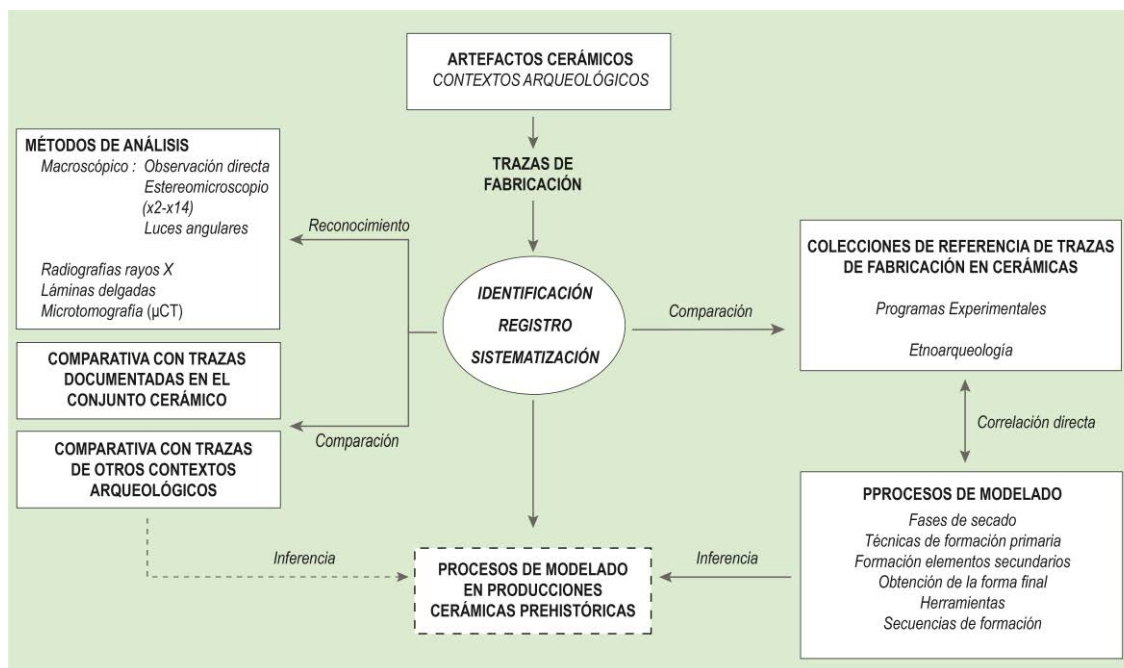 ARTEFACTOS CERÁMICOS
CONTEXTOS ARQUEOLÓGICOS
TRAZAS DE
FABRICACIÓN
MÉTODOS DE ANÁLISIS
Macroscópico : Observación directa
Estereomicroscopio
(x2-x14)
Luces angulares
Radiografías rayos X
Láminas delgadas
Microtomografía (µCT)
Reconocimiento
IDENTIFICACIÓN
REGISTRO
SISTEMATIZACIÓN
Comparación
COLECCIONES DE REFERENCIA DE TRAZAS
DE FABRICACIÓN EN CERÁMICAS
Programas Experimentales
Etnoarqueología
COMPARATIVA CON TRAZAS
DOCUMENTADAS EN EL
CONJUNTO CERÁMICO
Comparación
COMPARATIVA CON TRAZAS
DE OTROS CONTEXTOS
ARQUEOLÓGICOS
Correlación directa
PPROCESOS DE MODELADO
Fases de secado
Técnicas de formación primaria
Formación elementos secundarios
Obtención de la forma final
Herramientas
Secuencias de formación
Inferencia
PROCESOS DE MODELADO
EN PRODUCCIONES
CERÁMICAS PREHISTÓRICAS
Inferencia